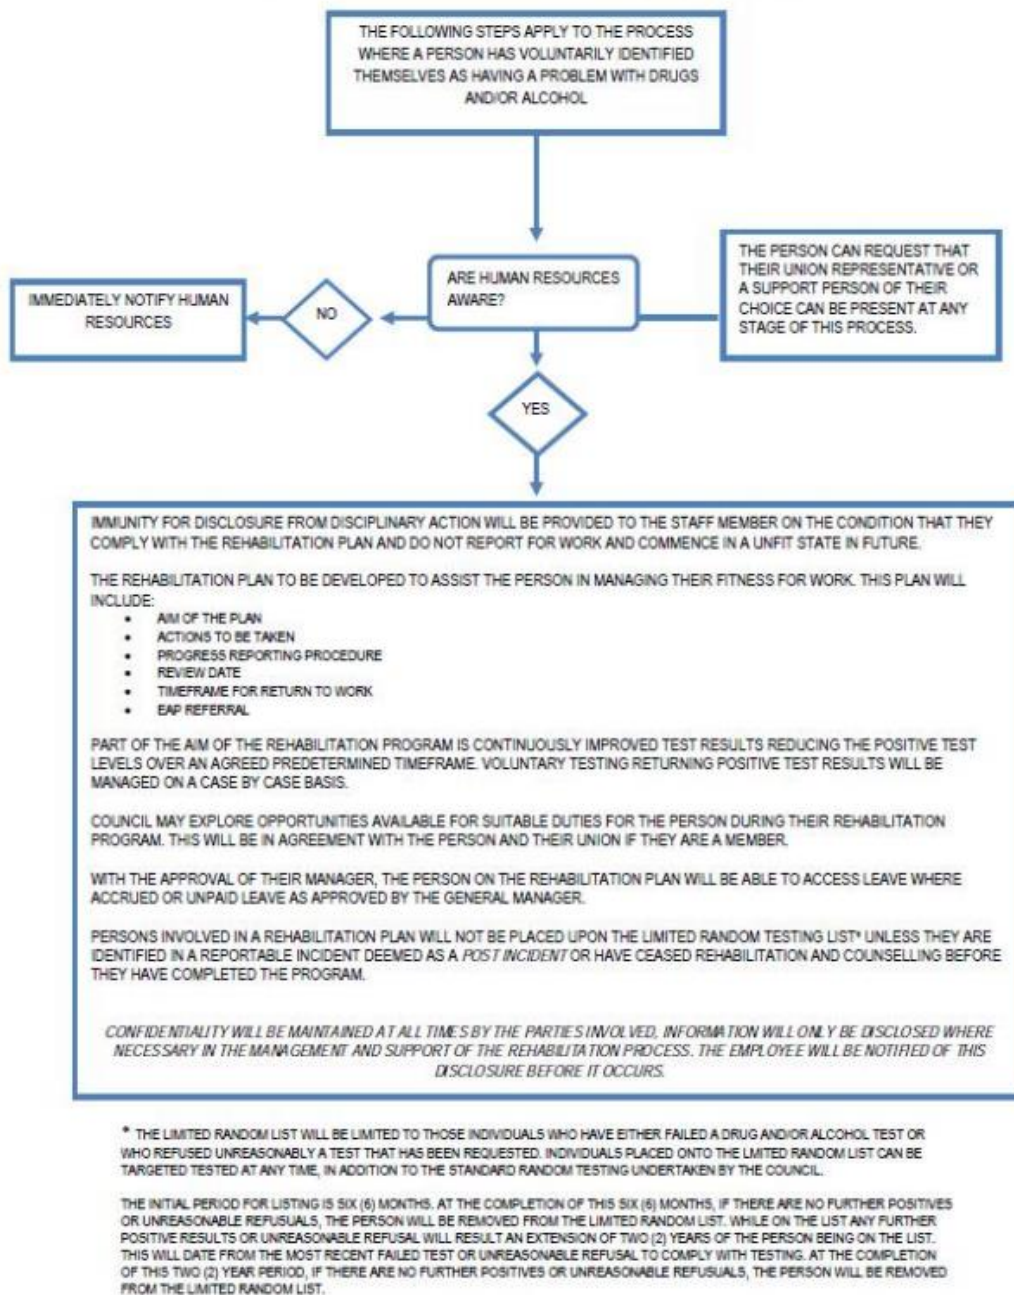 THE FOLLOWING STEPS APPLY TO THE PROCESS
WHERE A PERSON HAS VOLUNTARILY IDENTIFIED
THEMSELVES AS HAVING A PROBLEM WITH DRUGS
AND/OR ALCOHOL
ARE HUMAN RESOURCES
AWARE?
THE PERSON CAN REQUEST THAT
THEIR UNION REPRESENTATIVE OR
A SUPPORT PERSON OF THEIR
CHOICE CAN BE PRESENT AT ANY
STAGE OF THIS PROCESS.
NO
IMMEDIATELY NOTIFY HUMAN
RESOURCES
YES
IMMUNITY FOR DISCLOSURE FROM DISCIPLINARY ACTION WILL BE PROVIDED TO THE STAFF MEMBER ON THE CONDITION THAT THEY
COMPLY WITH THE REHABILITATION PLAN AND DO NOT REPORT FOR WORK AND COMMENCE IN A UNFIT STATE IN FUTURE.
THE REHABILITATION PLAN TO BE DEVELOPED TO ASSIST THE PERSON IN MANAGING THEIR FITNESS FOR WORK. THIS PLAN WILL
INCLUDE:
• AIM OF THE PLAN
• ACTIONS TO BE TAKEN
• PROGRESS REPORTING PROCEDURE
• REVIEW DATE
• TIMEFRAME FOR RETURN TO WORK
• EAP REFERRAL
PART OF THE AIM OF THE REHABILITATION PROGRAM IS CONTINUOUSLY IMPROVED TEST RESULTS REDUCING THE POSITIVE TEST
LEVELS OVER AN AGREED PREDETERMINED TIMEFRAME. VOLUNTARY TESTING RETURNING POSITIVE TEST RESULTS WILL BE
MANAGED ON A CASE BY CASE BASIS.
COUNCIL MAY EXPLORE OPPORTUNITIES AVAILABLE FOR SUITABLE DUTIES FOR THE PERSON DURING THEIR REHABILITATION
PROGRAM. THIS WILL BE IN AGREEMENT WITH THE PERSON AND THEIR UNION IF THEY ARE A MEMBER.
WITH THE APPROVAL OF THEIR MANAGER, THE PERSON ON THE REHABILITATION PLAN WILL BE ABLE TO ACCESS LEAVE WHERE
ACCRUED OR UNPAID LEAVE AS APPROVED BY THE GENERAL MANAGER.
PERSONS INVOLVED IN A REHABILITATION PLAN WILL NOT BE PLACED UPON THE LIMITED RANDOM TESTING LIST* UNLESS THEY ARE
IDENTIFIED IN A REPORTABLE INCIDENT DEEMED AS A POST INCIDENT OR HAVE CEASED REHABILITATION AND COUNSELLING BEFORE
THEY HAVE COMPLETED THE PROGRAM.
CONFIDENTIALITY WILL BE MAINTAINED AT ALL TIMES BY THE PARTIES INVOLVED, INFORMATION WILL ONLY BE DISCLOSED WHERE
NECESSARY IN THE MANAGEMENT AND SUPPORT OF THE REHABILITATION PROCESS. THE EMPLOYEE WILL BE NOTIFIED OF THIS
DISCLOSURE BEFORE IT OCCURS.
* THE LIMITED RANDOM LIST WILL BE LIMITED TO THOSE INDIVIDUALS WHO HAVE EITHER FAILED A DRUG AND/OR ALCOHOL TEST OR
WHO REFUSED UNREASONABLY A TEST THAT HAS BEEN REQUESTED. INDIVIDUALS PLACED ONTO THE LMITED RANDOM LIST CAN BE
TARGETED TESTED AT ANY TIME, IN ADDITION TO THE STANDARD RANDOM TESTING UNDERTAKEN BY THE COUNCIL.
THE INITIAL PERIOD FOR LISTING IS SIX (6) MONTHS. AT THE COMPLETION OF THIS SIX (6) MONTHS, IF THERE ARE NO FURTHER POSITIVES
OR UNREASONABLE REFUSUALS, THE PERSON WILL BE REMOVED FROM THE LIMITED RANDOM LIST. WHILE ON THE LIST ANY FURTHER
POSITIVE RESULTS OR UNREASONABLE REFUSAL WILL RESULT AN EXTENSION OF TWO (2) YEARS OF THE PERSON BEING ON THE LIST.
THIS WILL DATE FROM THE MOST RECENT FAILED TEST OR UNREASONABLE REFUSAL TO COMPLY WITH TESTING. AT THE COMPLETION
OF THIS TWO (2) YEAR PERIOD, IF THERE ARE NO FURTHER POSITIVES OR UNREASONABLE REFUSUALS, THE PERSON WILL BE REMOVED
FROM THE LIMITED RANDOM LIST.